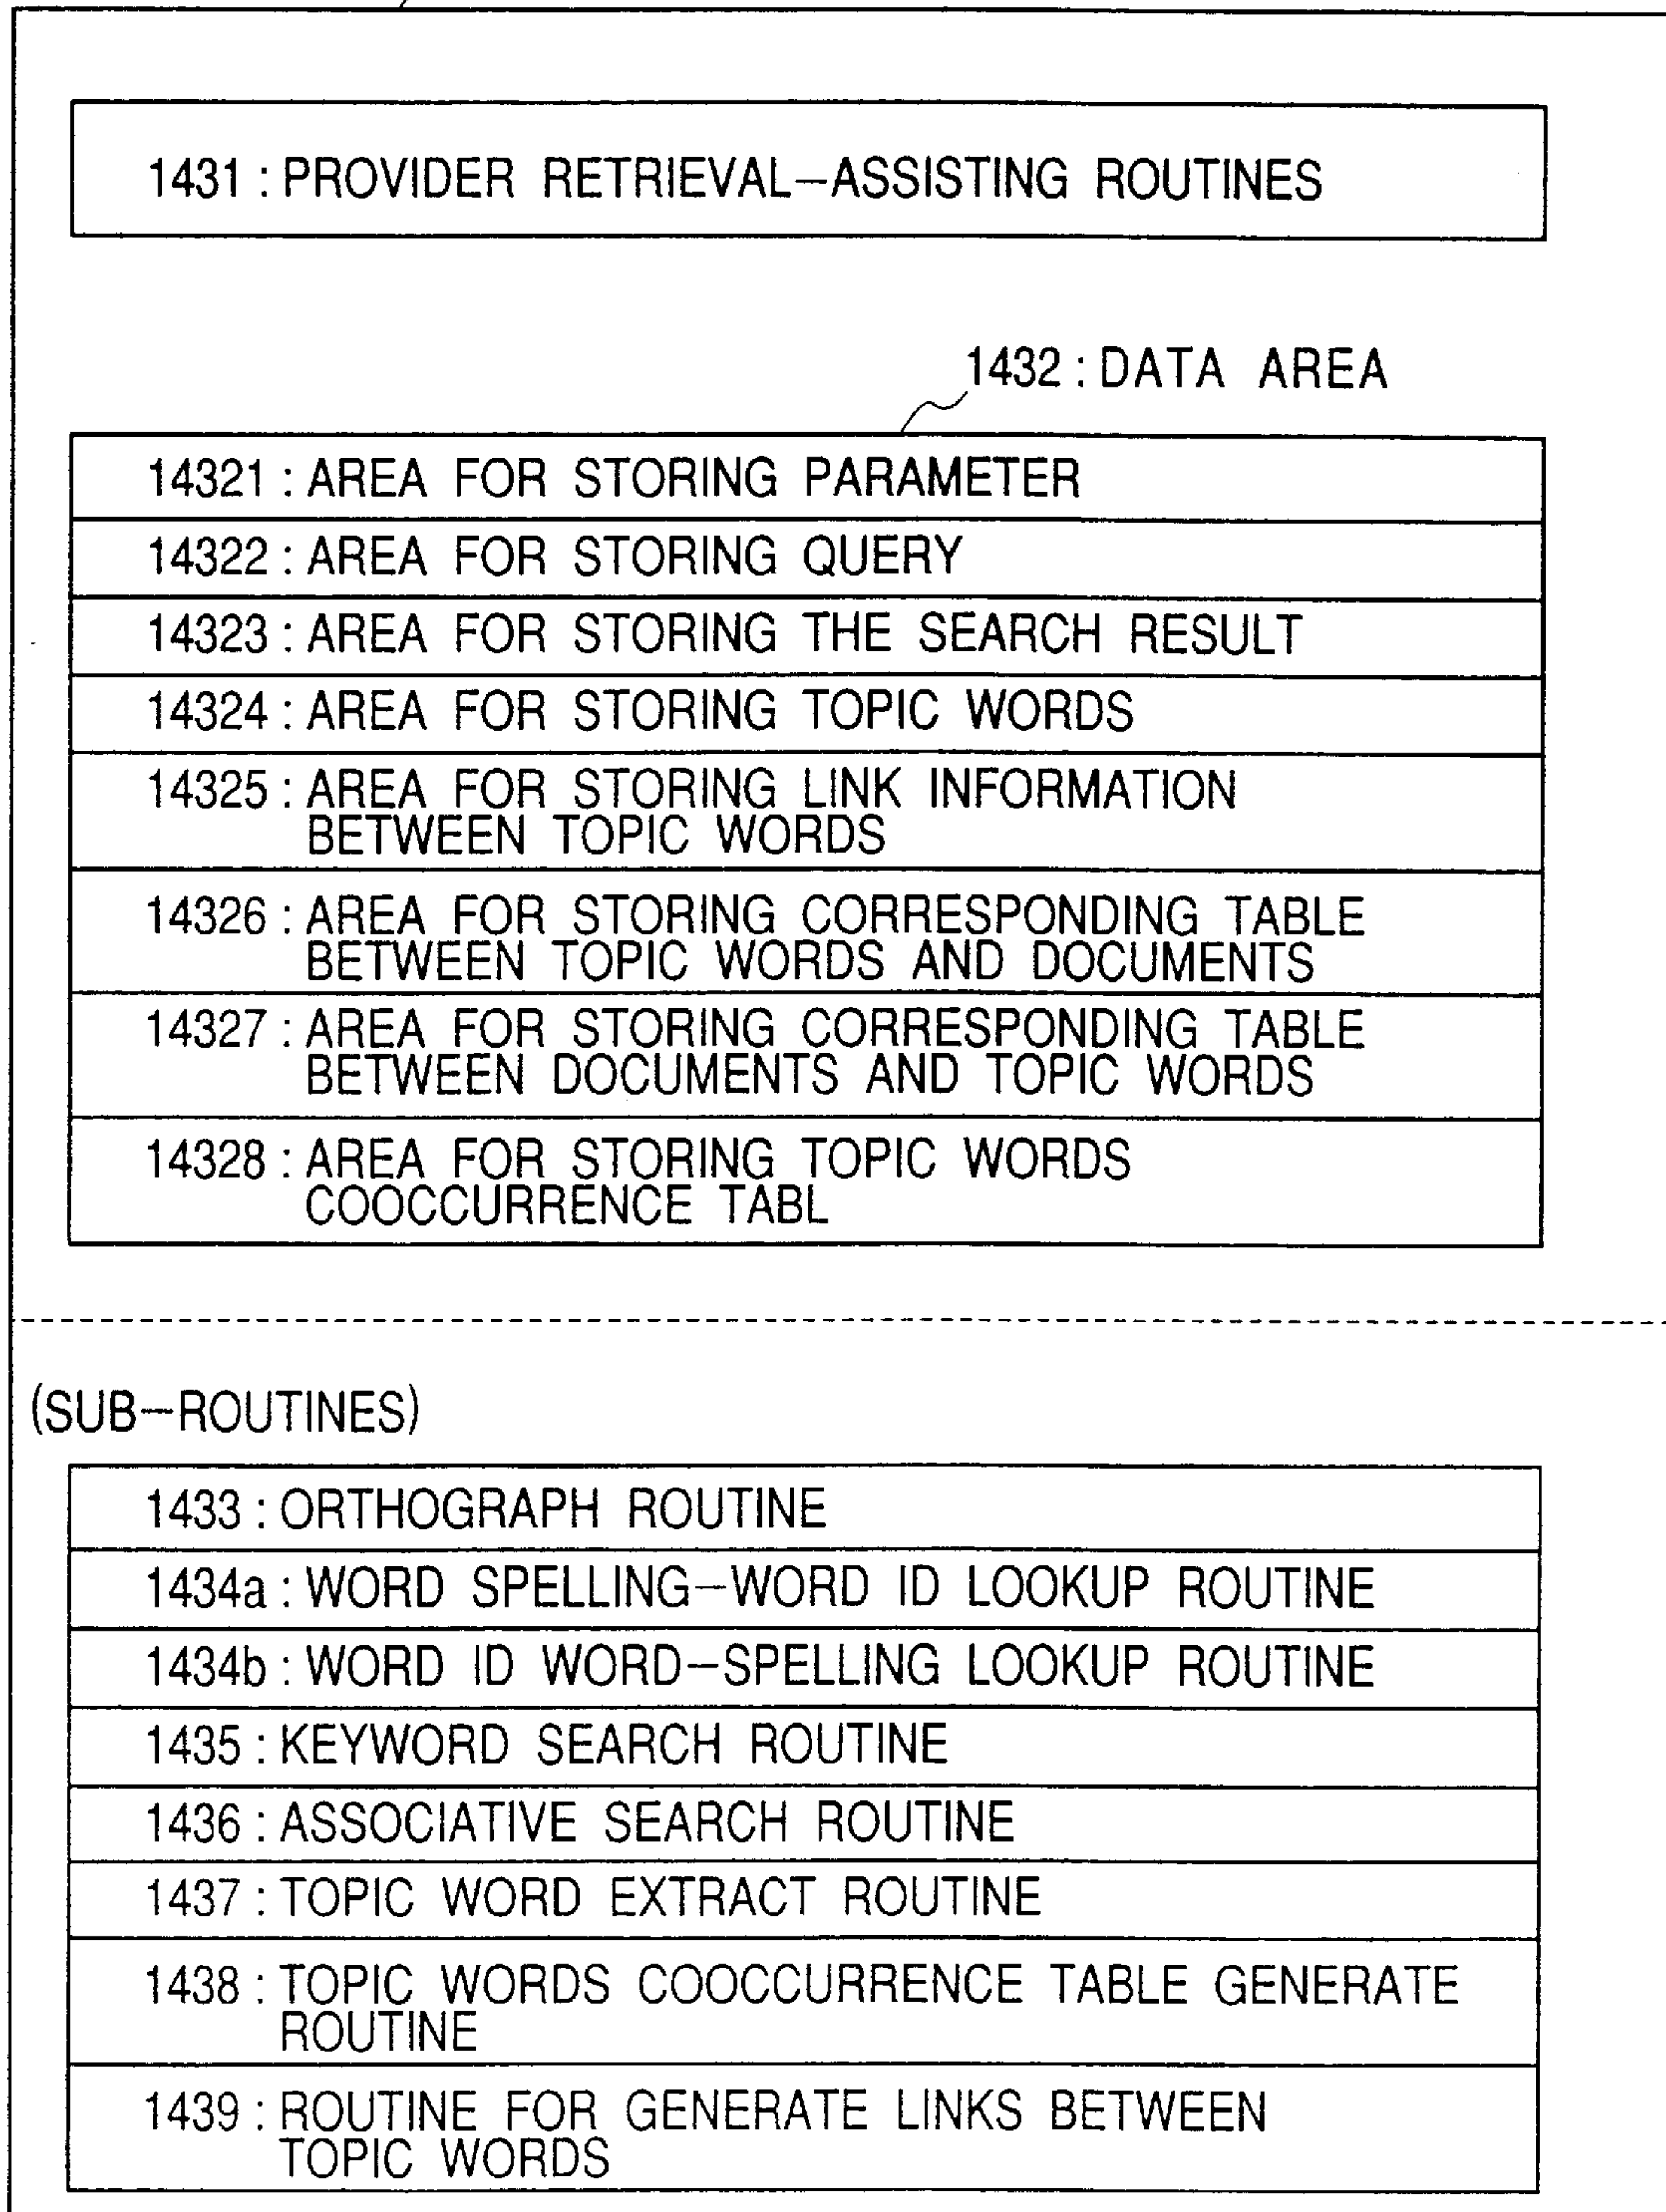 1431 : PROVIDER RETRIEVAL-ASSISTING ROUTINES
1432 : DATA AREA
14321 : AREA FOR STORING PARAMETER
14322 : AREA FOR STORING QUERY
14323 : AREA FOR STORING THE SEARCH RESULT
14324 : AREA FOR STORING TOPIC WORDS
14325 : AREA FOR STORING LINK INFORMATION
BETWEEN TOPIC WORDS
14326 : AREA FOR STORING CORRESPONDING TABLE
BETWEEN TOPIC WORDS AND DOCUMENTS
14327 : AREA FOR STORING CORRESPONDING TABLE
BETWEEN DOCUMENTS AND TOPIC WORDS
14328 : AREA FOR STORING TOPIC WORDS
COOCCURRENCE TABL
(SUB-ROUTINES)
1433 : ORTHOGRAPH ROUTINE
1434a : WORD SPELLING-WORD ID LOOKUP ROUTINE
1434b : WORD ID WORD-SPELLING LOOKUP ROUTINE
1435 : KEYWORD SEARCH ROUTINE
1436 : ASSOCIATIVE SEARCH ROUTINE
1437 : TOPIC WORD EXTRACT ROUTINE
1438 : TOPIC WORDS COOCCURRENCE TABLE GENERATE
ROUTINE
1439 : ROUTINE FOR GENERATE LINKS BETWEEN
TOPIC WORDS